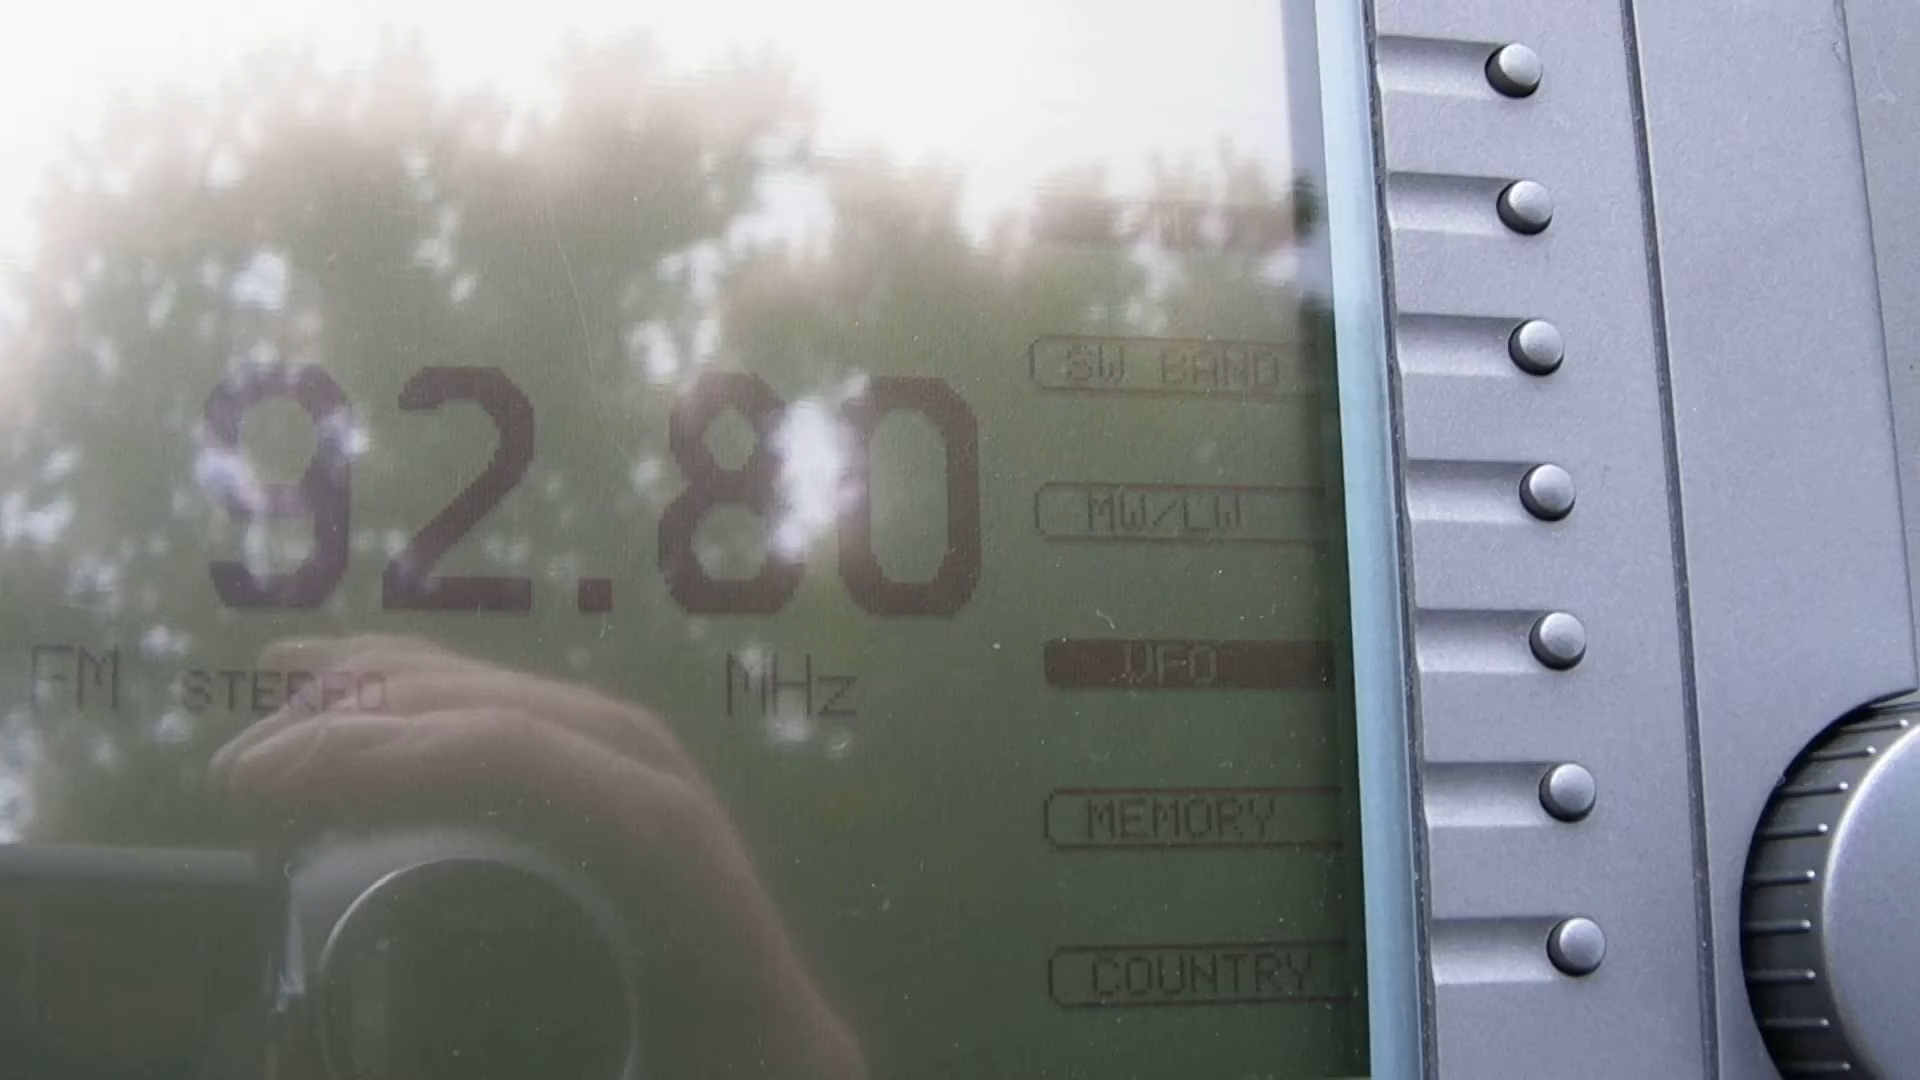 SW BAND
92.80
MW/LW
FM STEREO MHz
VFO
MEMORY
COUNTRY